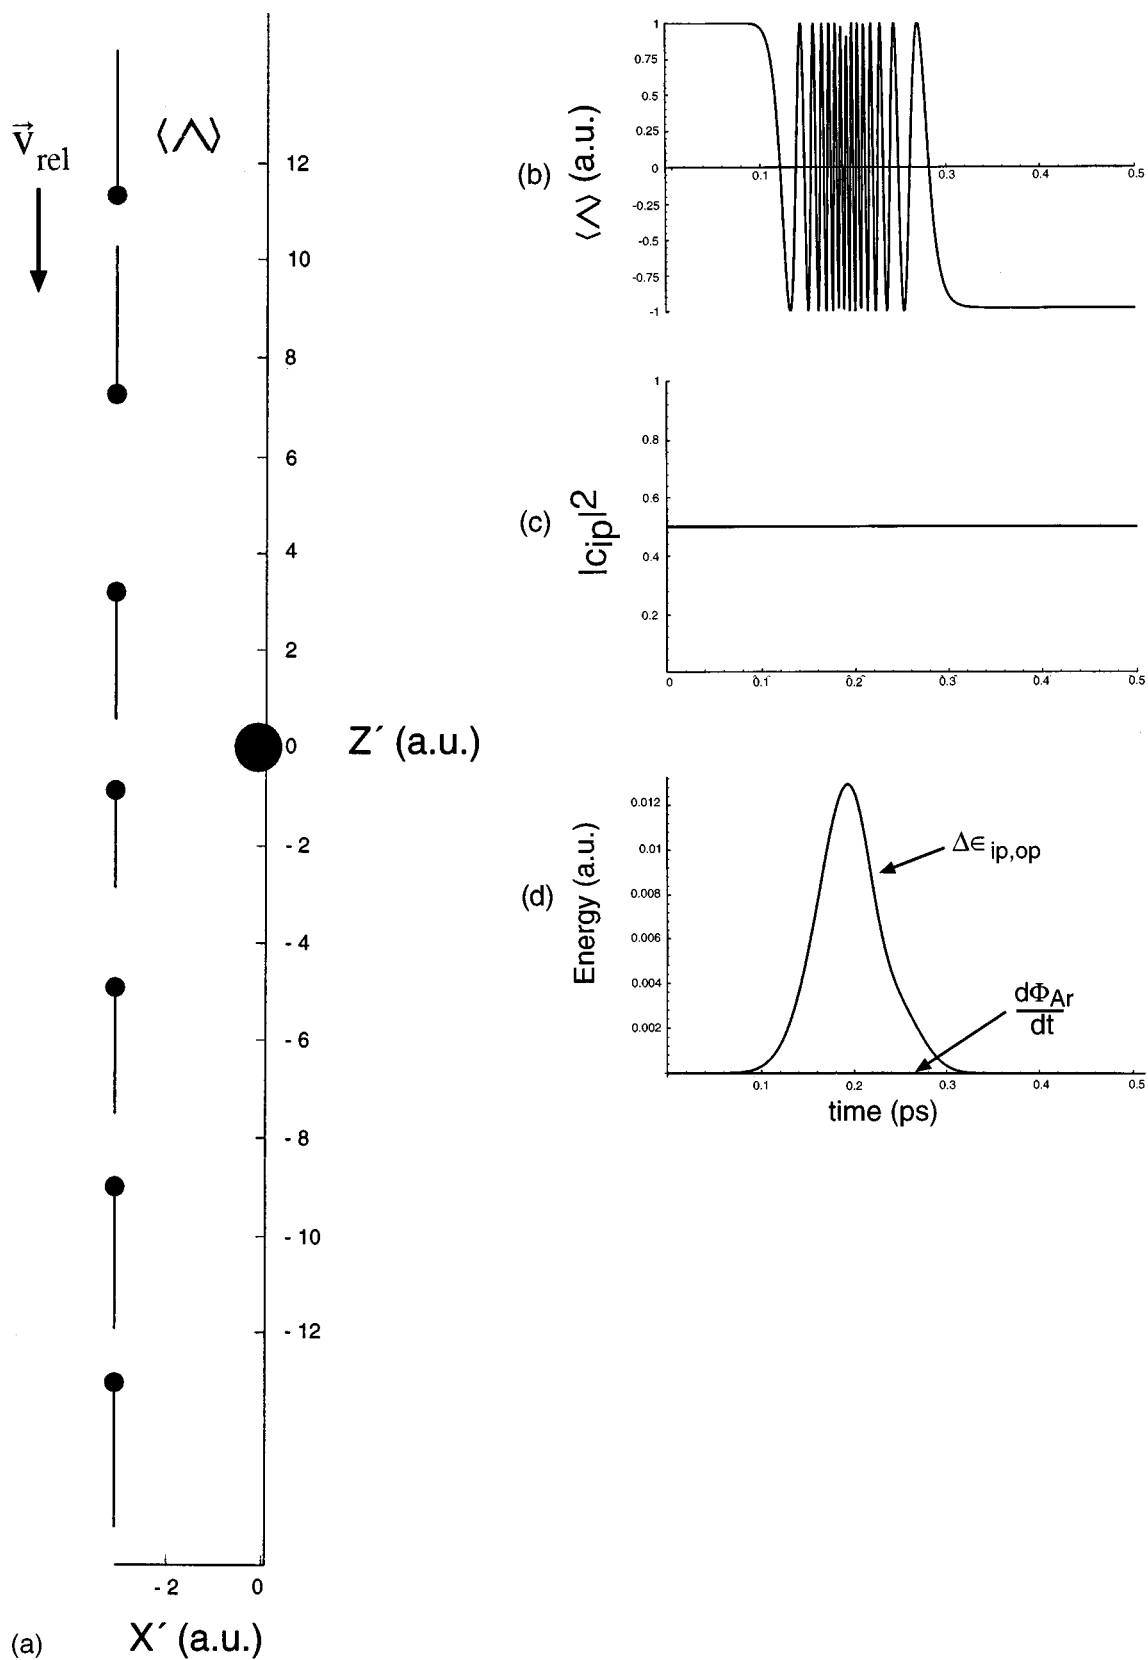 v⃗ rel
⟨Λ⟩
12
10
8
6
4
2
0
Z´ (a.u.)
- 2
- 4
- 6
- 8
- 10
- 12
- 2 0
(a) X´ (a.u.)
(b) ⟨Λ⟩ (a.u.)
1
0.75
0.5
0.25
0
-0.25
-0.5
-0.75
-1
0.1 0.3 0.4 0.5
(c) |cip|2
1
0.8
0.6
0.4
0.2
0 0.1 0.2 0.3 0.4 0.5
(d) Energy (a.u.)
0.012
0.01
0.008
0.006
0.004
0.002
Δϵ ip,op
dΦAr
dt
0.1 0.2 0.3 0.4 0.5
time (ps)